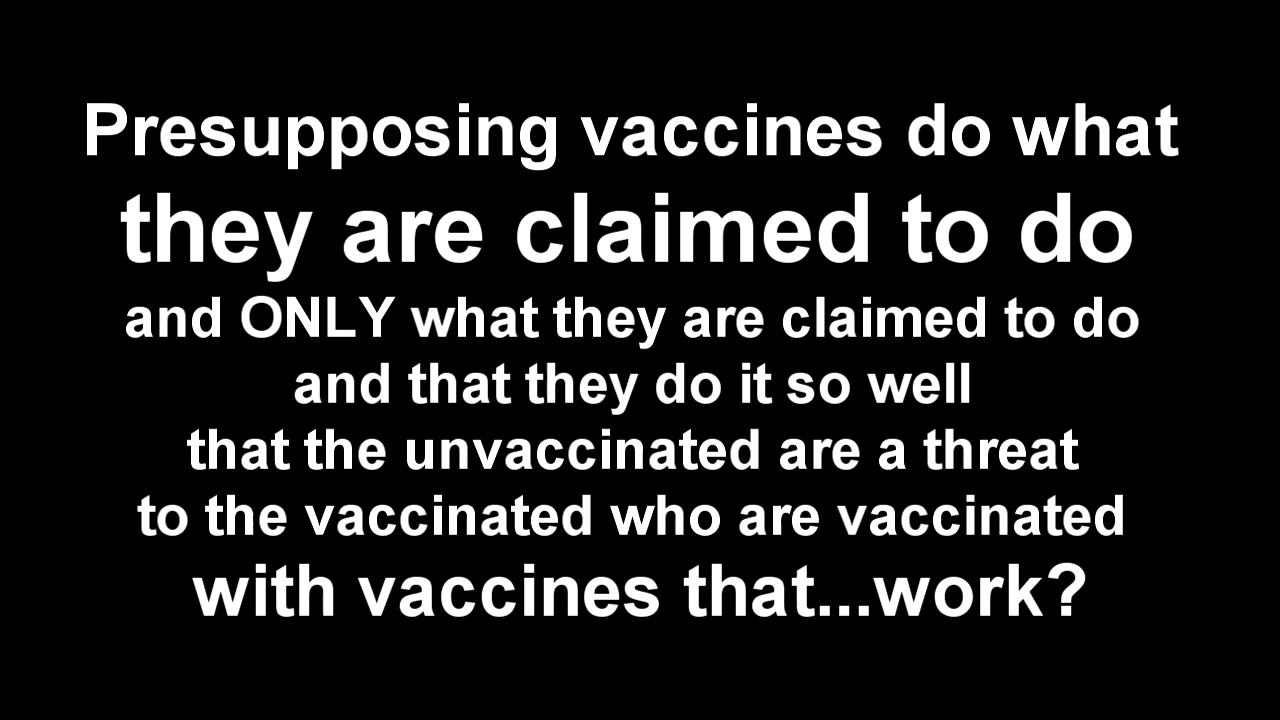 Presupposing vaccines do what
they are claimed to do
and ONLY what they are claimed to do
and that they do it so well
that the unvaccinated are a threat
to the vaccinated who are vaccinated
with vaccines that...work?